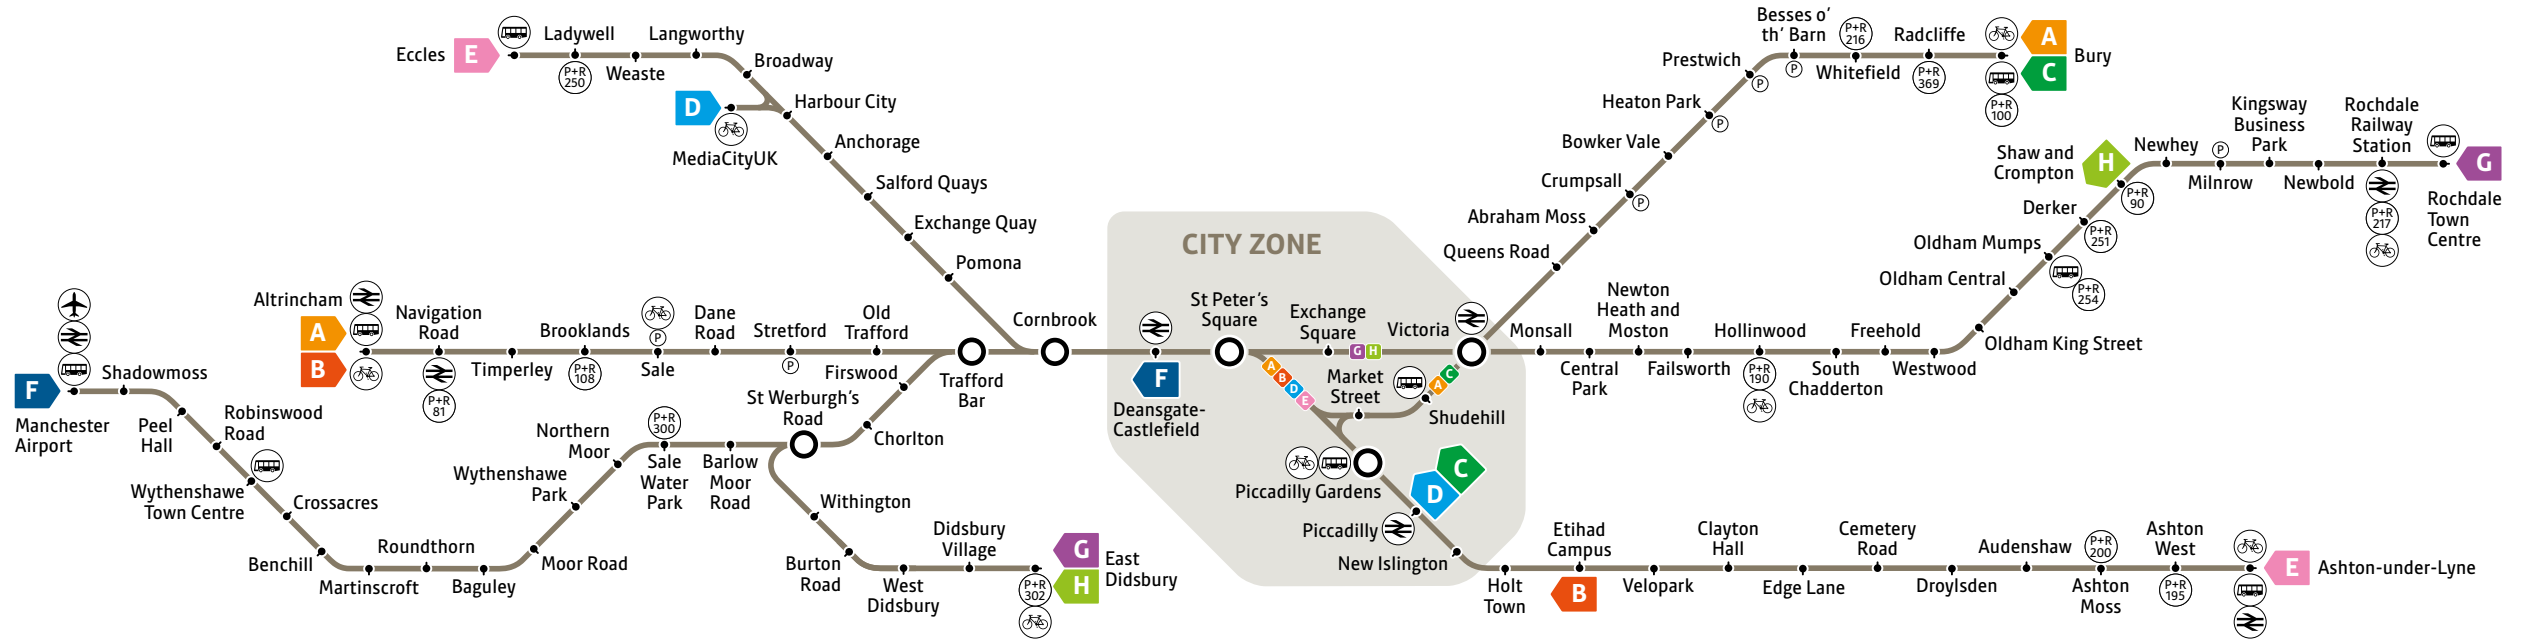 Eccles
E
Ladywell
P+R
250
Weaste
Langworthy
Broadway
D
MediaCityUK
Harbour City
Anchorage
Salford Quays
Exchange Quay
Pomona
Altrincham
A
B
Navigation
Road
P+R
81
Timperley
Brooklands
P+R
108
P
Sale
Dane
Road
Stretford
P
Old
Trafford
Trafford
Bar
Cornbrook
F
Manchester
Airport
Shadowmoss
Peel
Hall
Robinswood
Road
Wythenshawe
Town Centre
Crossacres
Benchill
Martinscroft
Roundthorn
Baguley
Moor Road
Wythenshawe
Park
Northern
Moor
P+R
300
Sale
Water
Park
Barlow
Moor
Road
St Werburgh's
Road
Chorlton
Firswood
Withington
Burton
Road
West
Didsbury
Didsbury
Village
P+R
302
G
H
East
Didsbury
CITY ZONE
F
Deansgate-
Castlefield
St Peter's
Square
Exchange
Square
G H
Victoria
A
B
D
E
Market
Street
Shudehill
A
C
Piccadilly Gardens
C
D
Piccadilly
New Islington
Holt
Town
Etihad
Campus
B
Velopark
Clayton
Hall
Edge Lane
Cemetery
Road
Droylsden
Audenshaw
P+R
200
Ashton
Moss
Ashton
West
P+R
195
E
Ashton-under-Lyne
Queens Road
Abraham Moss
Crumpsall
P
Bowker Vale
Heaton Park
P
Prestwich
P
Besses o'
th' Barn
P
P+R
216
Whitefield
Radcliffe
P+R
369
P+R
100
A
C
Bury
Monsall
Central
Park
Newton
Heath and
Moston
Failsworth
Hollinwood
P+R
190
South
Chadderton
Freehold
Westwood
Oldham King Street
Oldham Central
Oldham Mumps
P+R
254
Derker
P+R
251
Shaw and
Crompton
H
P+R
90
Newhey
P
Milnrow
Kingsway
Business
Park
Newbold
Rochdale
Railway
Station
P+R
217
G
Rochdale
Town
Centre